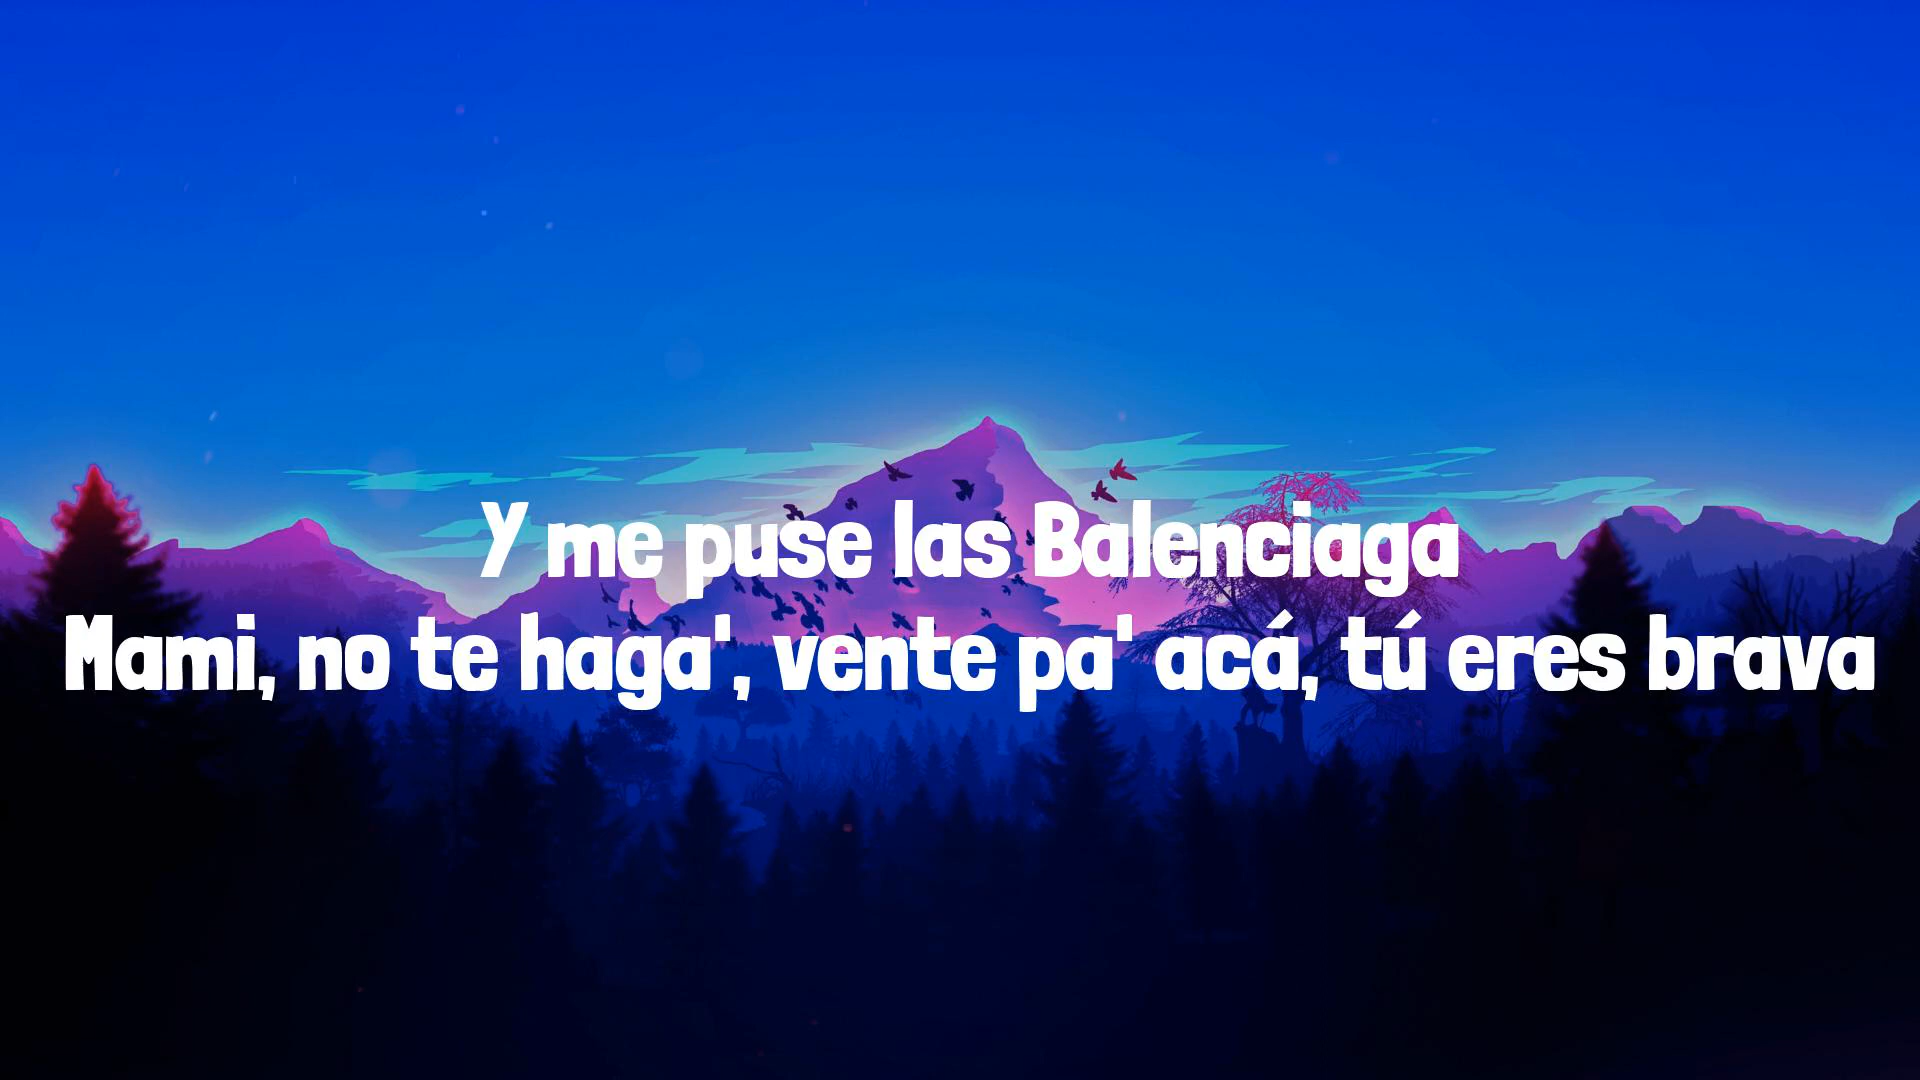 Y me puse las Balenciaga
Mami, no te haga', vente pa' acá, tú eres brava